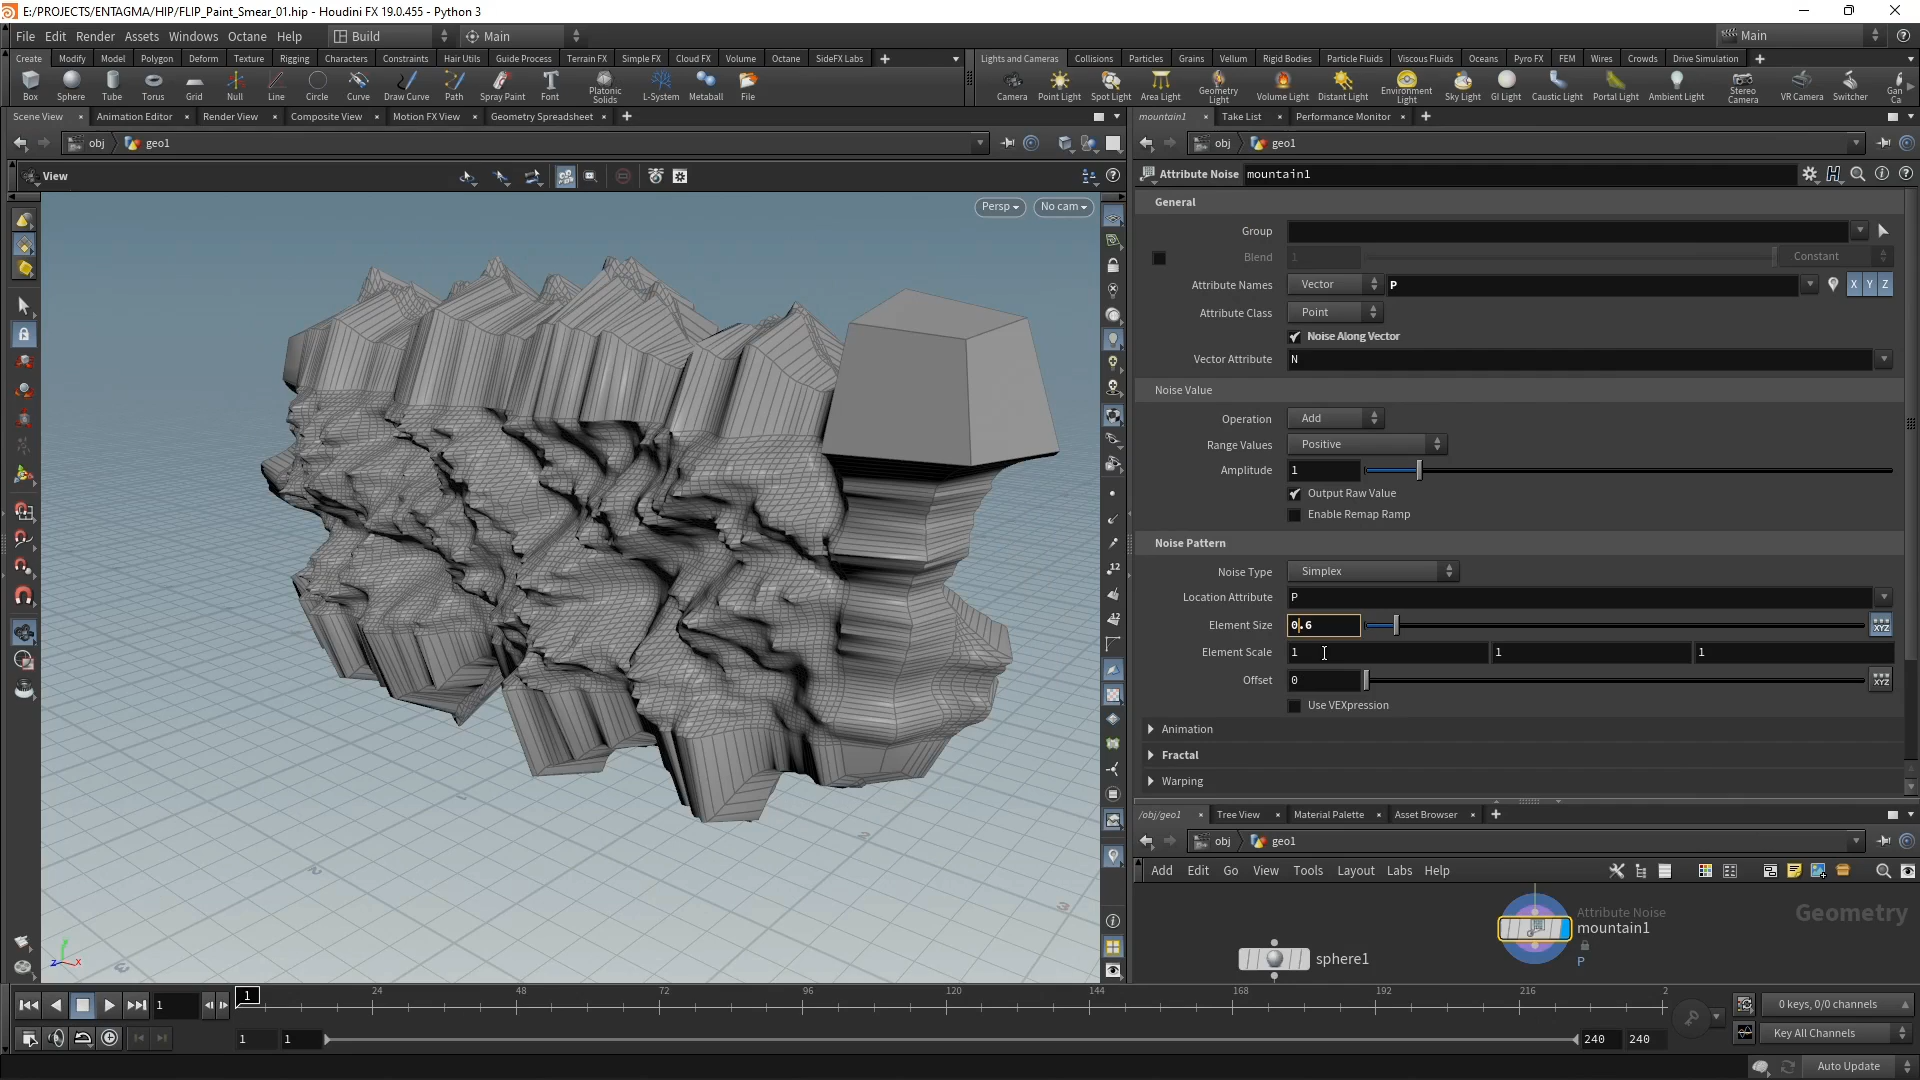 E:/PROJECTS/ENTAGMA/HIP/FLIP_Paint_Smear_01.hip - Houdini FX 19.0.455 - Python 3
File Edit Render Assets Windows Octane Help Build Main Main
Create Modify Model Polygon Deform Texture Rigging Characters Constraints Hair Utils Guide Process Terrain FX Simple FX Cloud FX Volume Octane SideFX Labs
Lights and Cameras Collisions Particles Grains Vellum Rigid Bodies Particle Fluids Viscous Fluids Oceans Pyro FX FEM Wires Crowds Drive Simulation
Box Sphere Tube Torus Grid Null Line Circle Curve Draw Curve Path Spray Paint Font Platonic Solids L-System Metaball File
Camera Point Light Spot Light Area Light Geometry Light Volume Light Distant Light Environment Light Sky Light GI Light Caustic Light Portal Light Ambient Light Stereo Camera VR Camera Switcher Gan Ca
Scene View Animation Editor Render View Composite View Motion FX View Geometry Spreadsheet
mountain1 Take List Performance Monitor
obj geo1
obj geo1
View
Persp No cam
Attribute Noise mountain1
General
Group
Blend 1 Constant
Attribute Names Vector P X Y Z
Attribute Class Point
Noise Along Vector
Vector Attribute N
Noise Value
Operation Add
Range Values Positive
Amplitude 1
Output Raw Value
Enable Remap Ramp
Noise Pattern
Noise Type Simplex
Location Attribute P
Element Size 0.6 XYZ
Element Scale 1 1 1
Offset 0 XYZ
Use VEXpression
Animation
Fractal
Warping
/obj/geo1 Tree View Material Palette Asset Browser
obj geo1
Add Edit Go View Tools Layout Labs Help
Attribute Noise
mountain1
P
Geometry
sphere1
2
3
z x
12
12
1 1 24 48 72 96 120 144 168 192 216 2
0 keys, 0/0 channels
1 1 240 240
Key All Channels
Auto Update